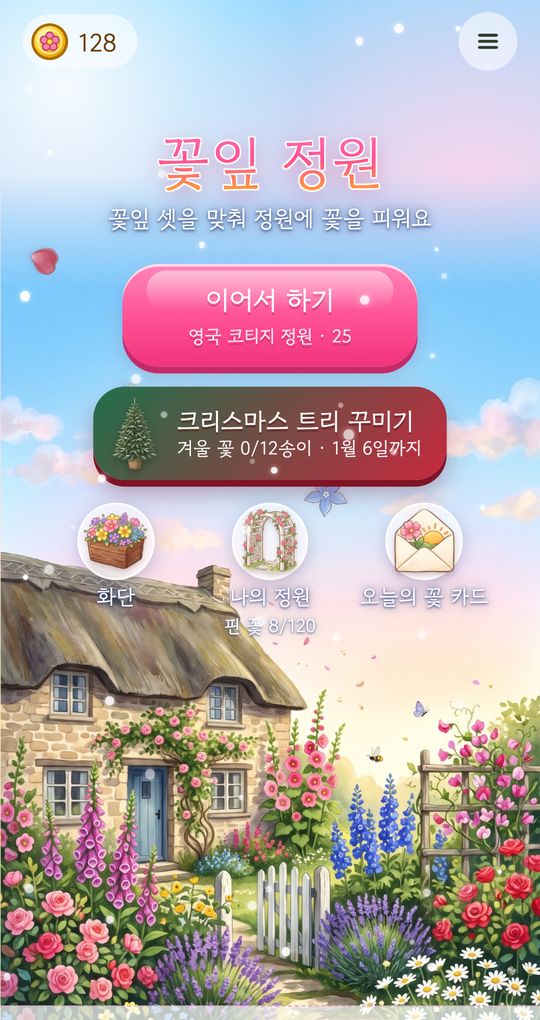 128
꽃잎 정원
꽃잎 셋을 맞춰 정원에 꽃을 피워요
이어서 하기
영국 코티지 정원 · 25
크리스마스 트리 꾸미기
겨울 꽃 0/12송이 · 1월 6일까지
화단
나의 정원
핀 꽃 8/120
오늘의 꽃 카드